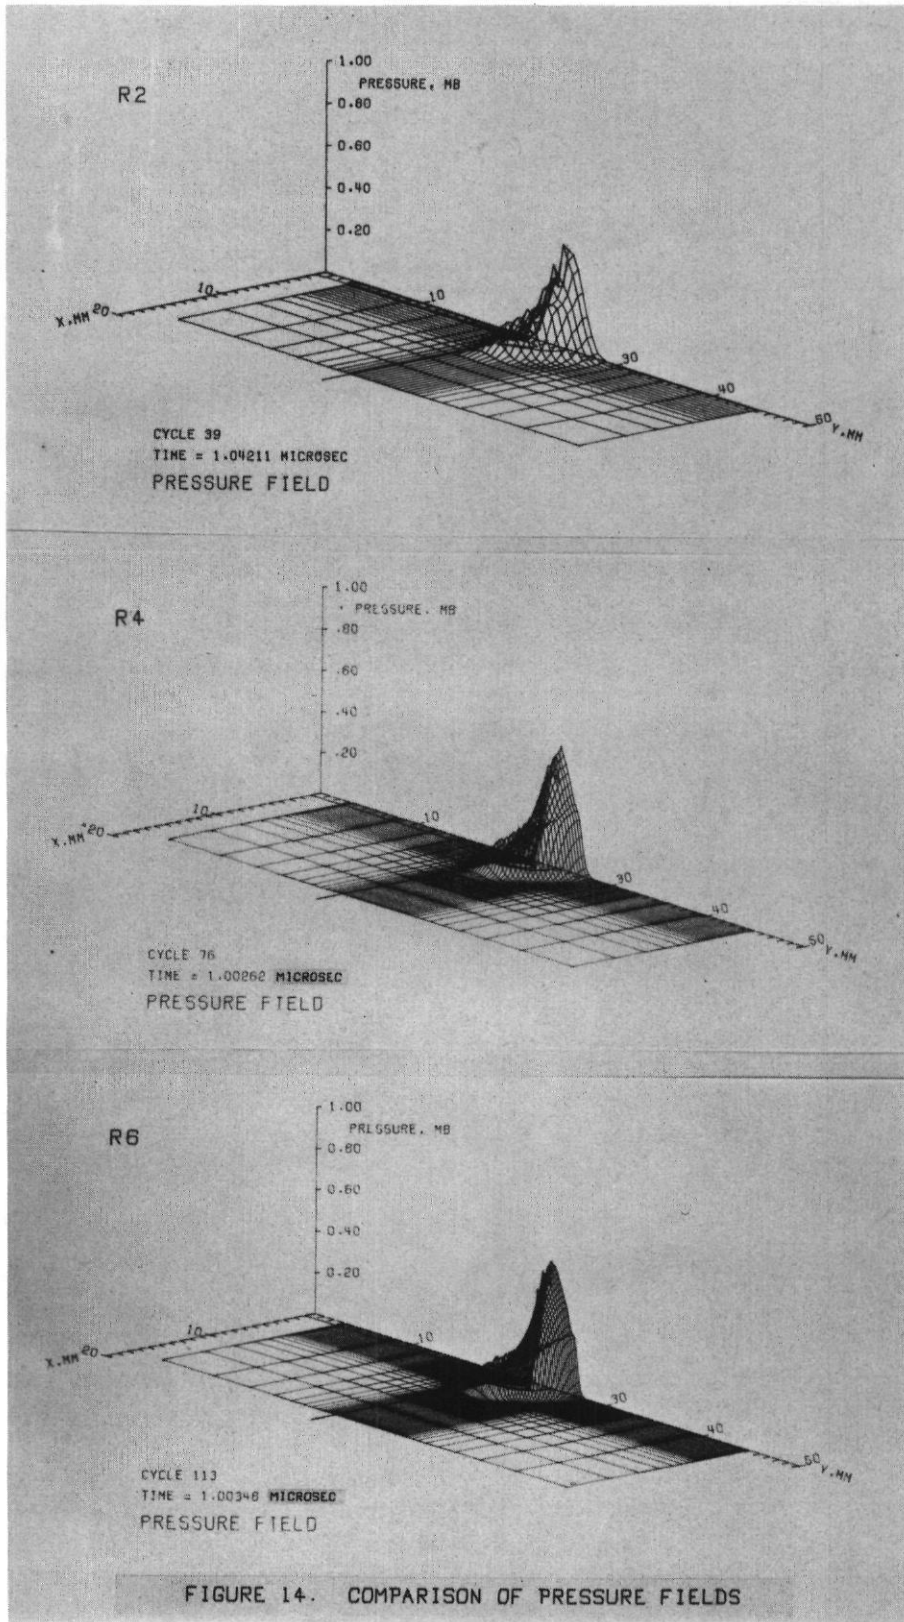 1.00
PRESSURE, MB
R2
0.80
0.60
0.40
0.20
10
X,MM 20
10
30
40
50 Y,MM
CYCLE 39
TIME = 1.04211 MICROSEC
PRESSURE FIELD
1.00
PRESSURE, MB
R4
.80
.60
.40
.20
10
X,MM 20
10
30
40
50 Y,MM
CYCLE 76
TIME = 1.00262 MICROSEC
PRESSURE FIELD
1.00
PRESSURE, MB
R6
0.80
0.60
0.40
0.20
10
X,MM 20
10
30
40
50 Y,MM
CYCLE 113
TIME = 1.00346 MICROSEC
PRESSURE FIELD
FIGURE 14. COMPARISON OF PRESSURE FIELDS